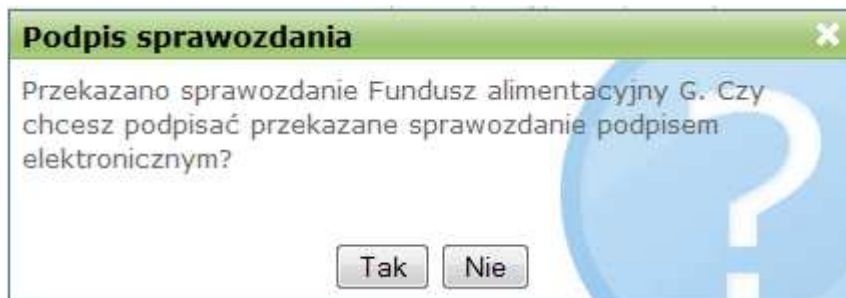 Podpis sprawozdania
Przekazano sprawozdanie Fundusz alimentacyjny G. Czy
chcesz podpisać przekazane sprawozdanie podpisem
elektronicznym?
Tak Nie